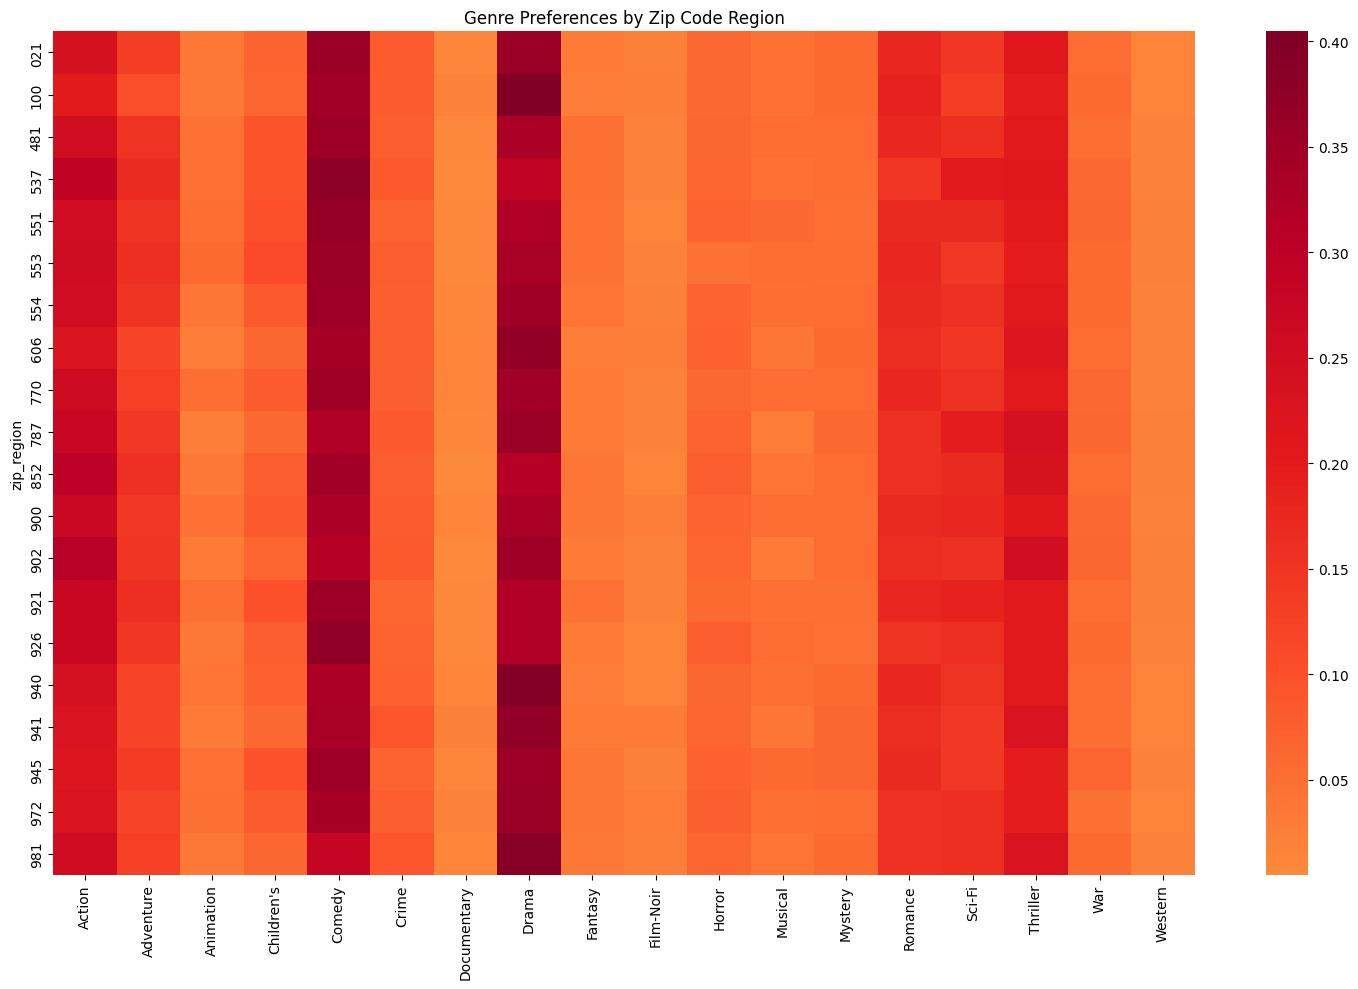 Genre Preferences by Zip Code Region
zip_region
021
100
481
537
551
553
554
606
770
787
852
900
902
921
926
940
941
945
972
981
Action
Adventure
Animation
Children's
Comedy
Crime
Documentary
Drama
Fantasy
Film-Noir
Horror
Musical
Mystery
Romance
Sci-Fi
Thriller
War
Western
0.40
0.35
0.30
0.25
0.20
0.15
0.10
0.05